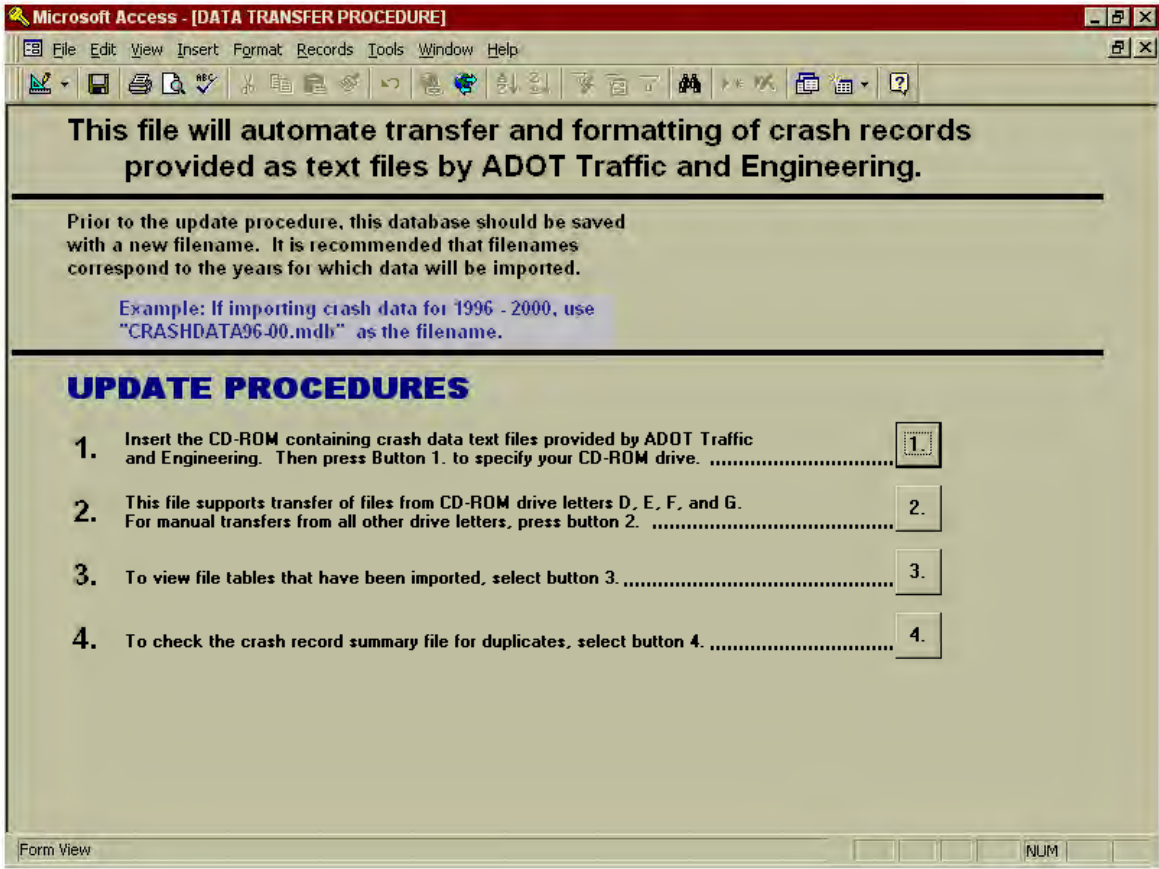 Microsoft Access - [DATA TRANSFER PROCEDURE]
File Edit View Insert Format Records Tools Window Help
ABC
This file will automate transfer and formatting of crash records
provided as text files by ADOT Traffic and Engineering.
Prior to the update procedure, this database should be saved
with a new filename. It is recommended that filenames
correspond to the years for which data will be imported.
Example: If importing crash data for 1996 - 2000, use
"CRASHDATA96-00.mdb" as the filename.
UPDATE PROCEDURES
1. Insert the CD-ROM containing crash data text files provided by ADOT Traffic
and Engineering. Then press Button 1. to specify your CD-ROM drive. ................................ 1.
2. This file supports transfer of files from CD-ROM drive letters D, E, F, and G.
For manual transfers from all other drive letters, press button 2. .......................................... 2.
3. To view file tables that have been imported, select button 3. ............................................... 3.
4. To check the crash record summary file for duplicates, select button 4. ................................ 4.
Form View NUM